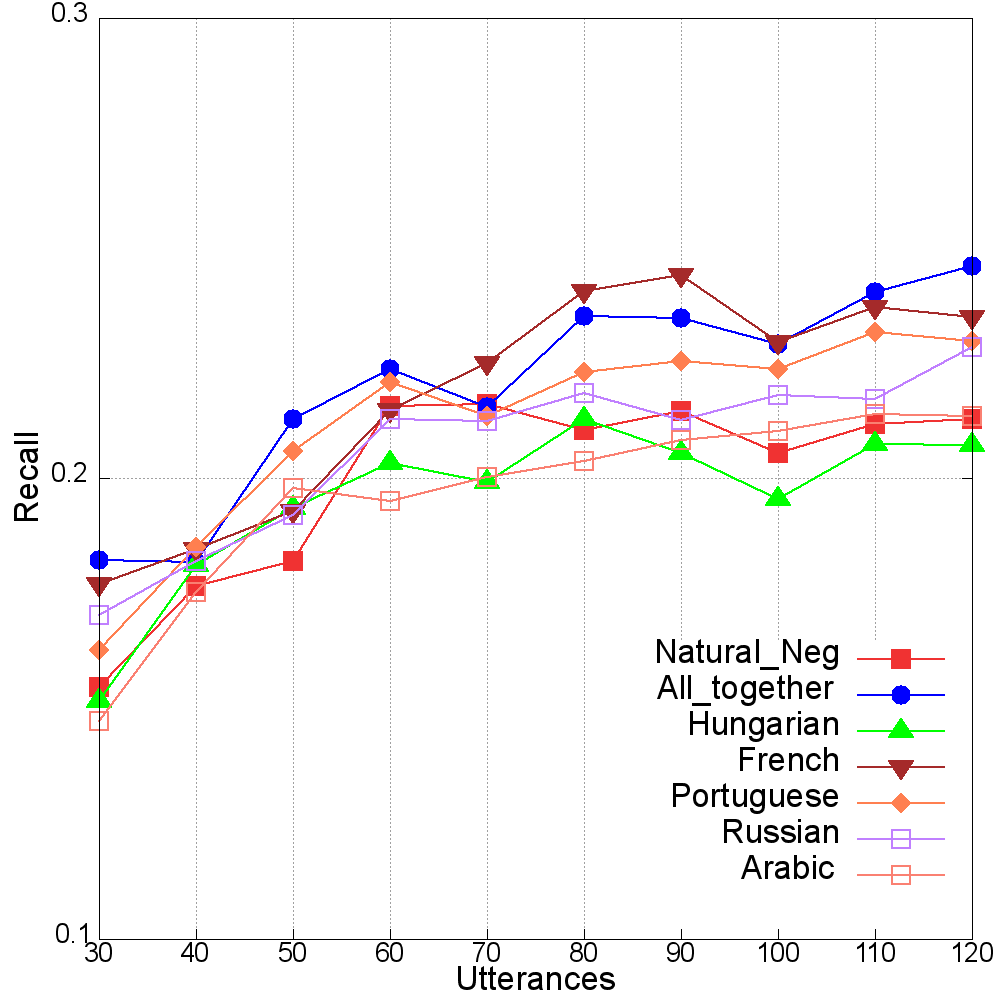 0.3
0.2
0.1
Recall
Natural_Neg
All_together
Hungarian
French
Portuguese
Russian
Arabic
30 40 50 60 70 80 90 100 110 120
Utterances